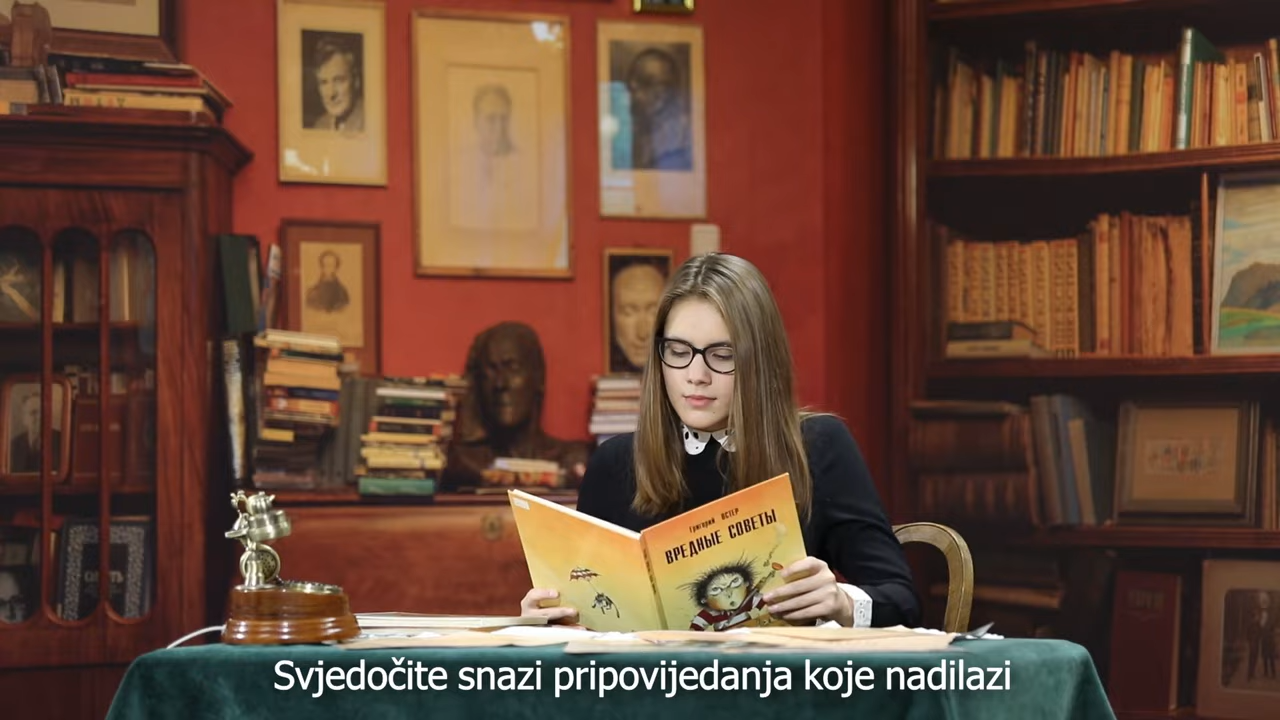 Григорий ОСТЕР
ВРЕДНЫЕ СОВЕТЫ
Svjedočite snazi pripovijedanja koje nadilazi